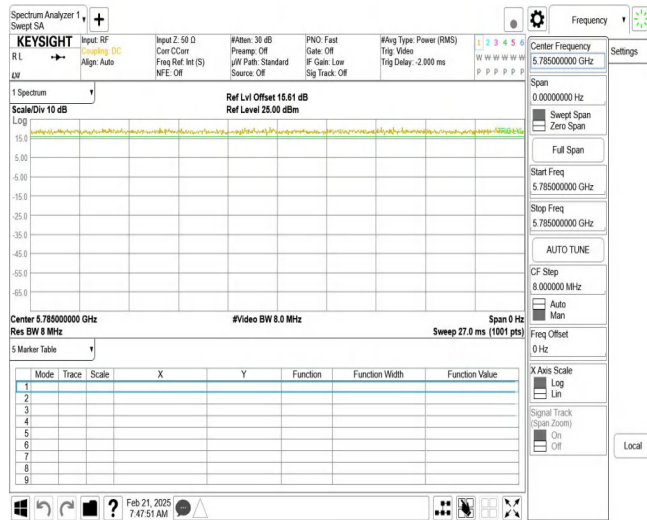 Spectrum Analyzer 1
Swept SA
Frequency
KEYSIGHT
RL
Input: RF
Coupling: DC
Align: Auto
Input Z: 50 Ω
Corr CCorr
Freq Ref: Int (S)
NFE: Off
#Atten: 30 dB
Preamp: Off
µW Path: Standard
Source: Off
PNO: Fast
Gate: Off
IF Gain: Low
Sig Track: Off
#Avg Type: Power (RMS)
Trig: Video
Trig Delay: -2.000 ms
1 2 3 4 5 6
W W W W W W
P P P P P P
Center Frequency
5.785000000 GHz
Settings
Span
0.00000000 Hz
Swept Span
Zero Span
Full Span
Start Freq
5.785000000 GHz
Stop Freq
5.785000000 GHz
AUTO TUNE
CF Step
8.000000 MHz
Auto
Man
Freq Offset
0 Hz
X Axis Scale
Log
Lin
Signal Track
(Span Zoom)
On
Off
Local
1 Spectrum
Scale/Div 10 dB
Ref Lvl Offset 15.61 dB
Ref Level 25.00 dBm
Log
15.0
5.00
-5.00
-15.0
-25.0
-35.0
-45.0
-55.0
-65.0
Center 5.785000000 GHz
#Video BW 8.0 MHz
Span 0 Hz
Res BW 8 MHz
Sweep 27.0 ms (1001 pts)
5 Marker Table
Mode Trace Scale X Y Function Function Width Function Value
1
2
3
4
5
6
7
8
9
Feb 21, 2025
7:47:51 AM